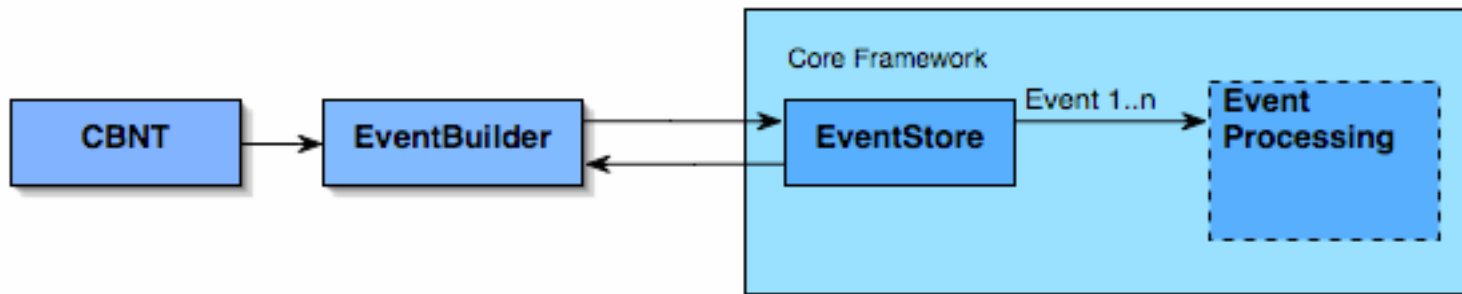 Core Framework
CBNT
EventBuilder
EventStore
Event 1..n
Event
Processing